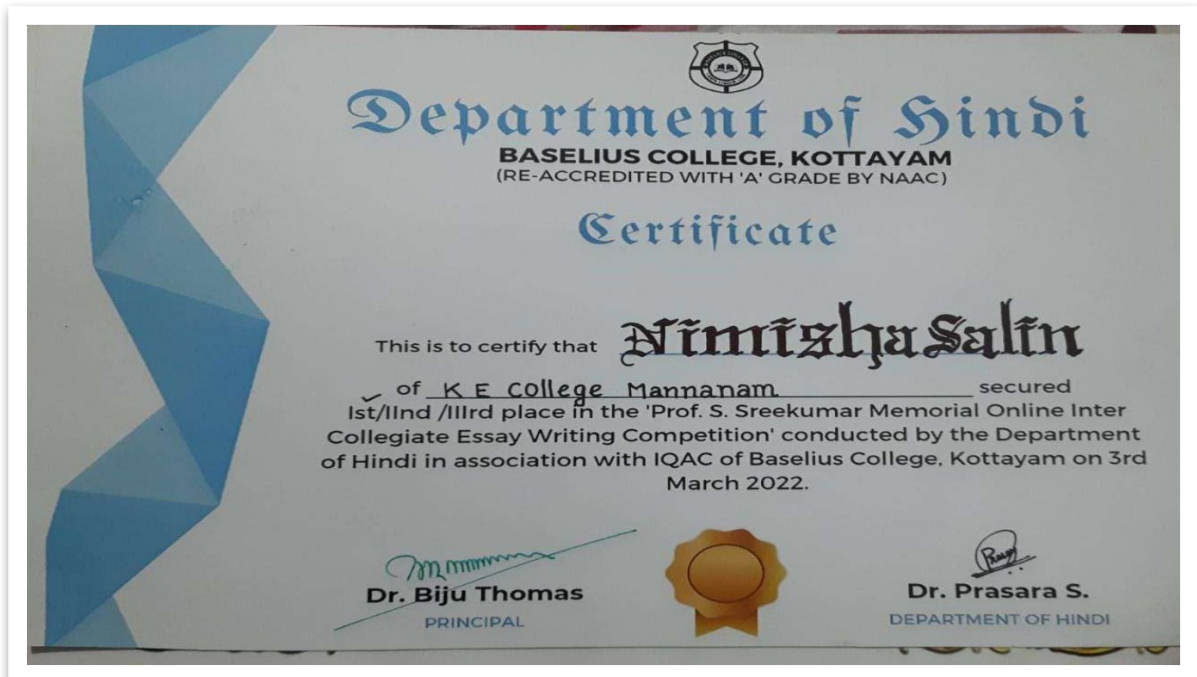 Department of Hindi
BASELIUS COLLEGE, KOTTAYAM
(RE-ACCREDITED WITH 'A' GRADE BY NAAC)
Certificate
This is to certify that Nimisha Salin
of K E College Mannanam secured
Ist/IInd /IIIrd place in the 'Prof. S. Sreekumar Memorial Online Inter
Collegiate Essay Writing Competition' conducted by the Department
of Hindi in association with IQAC of Baselius College, Kottayam on 3rd
March 2022.
Dr. Biju Thomas
PRINCIPAL
Dr. Prasara S.
DEPARTMENT OF HINDI